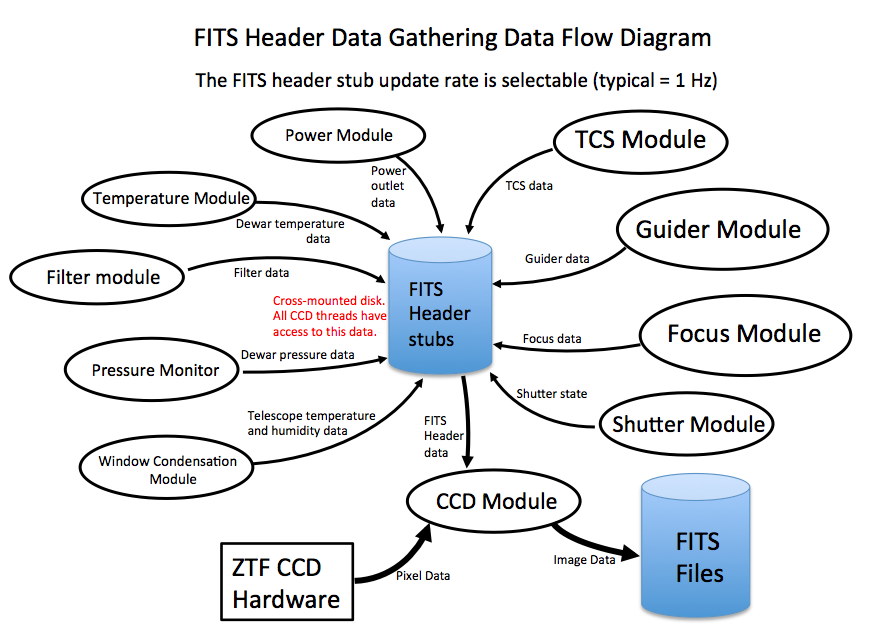 FITS Header Data Gathering Data Flow Diagram
The FITS header stub update rate is selectable (typical = 1 Hz)
Power Module
TCS Module
Power
outlet
data
TCS data
Temperature Module
Dewar temperature
data
Guider Module
Guider data
Filter module
Filter data
FITS
Header
stubs
Cross-mounted disk.
All CCD threads have
access to this data.
Focus Module
Focus data
Pressure Monitor
Dewar pressure data
Shutter state
Shutter Module
Telescope temperature
and humidity data
Window Condensation
Module
FITS
Header
data
CCD Module
ZTF CCD
Hardware
Pixel Data
Image Data
FITS
Files